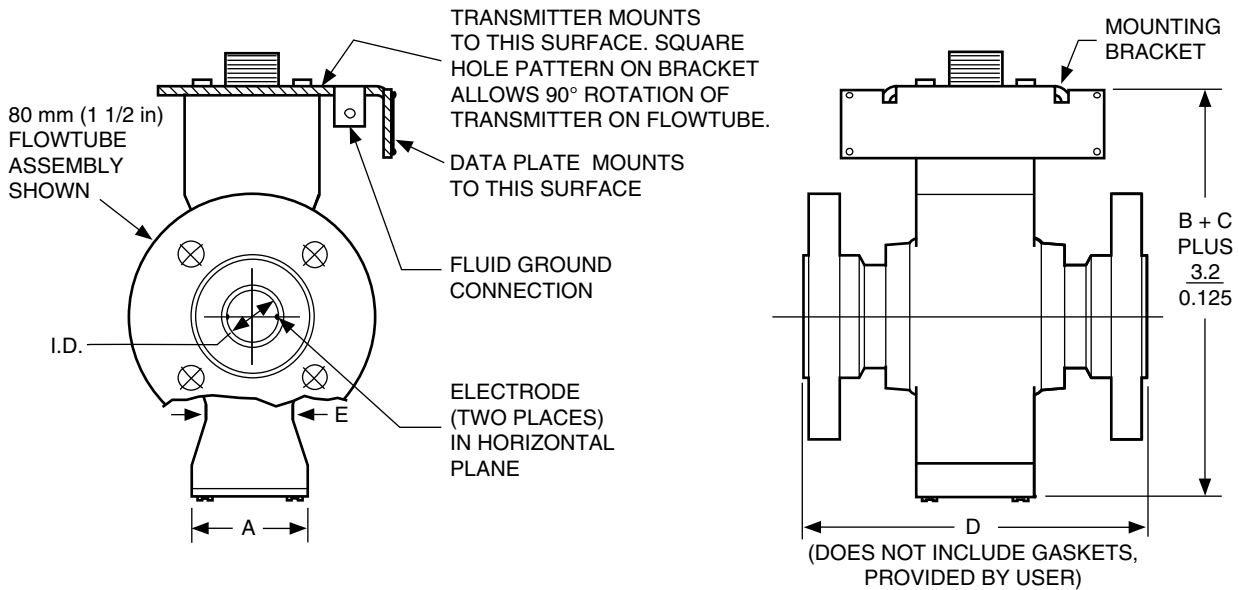 TRANSMITTER MOUNTS
TO THIS SURFACE. SQUARE
HOLE PATTERN ON BRACKET
ALLOWS 90° ROTATION OF
TRANSMITTER ON FLOWTUBE.
MOUNTING
BRACKET
80 mm (1 1/2 in)
FLOWTUBE
ASSEMBLY
SHOWN
DATA PLATE MOUNTS
TO THIS SURFACE
B + C
PLUS
3.2
0.125
FLUID GROUND
CONNECTION
I.D.
ELECTRODE
(TWO PLACES)
IN HORIZONTAL
PLANE
E
A
D
(DOES NOT INCLUDE GASKETS,
PROVIDED BY USER)